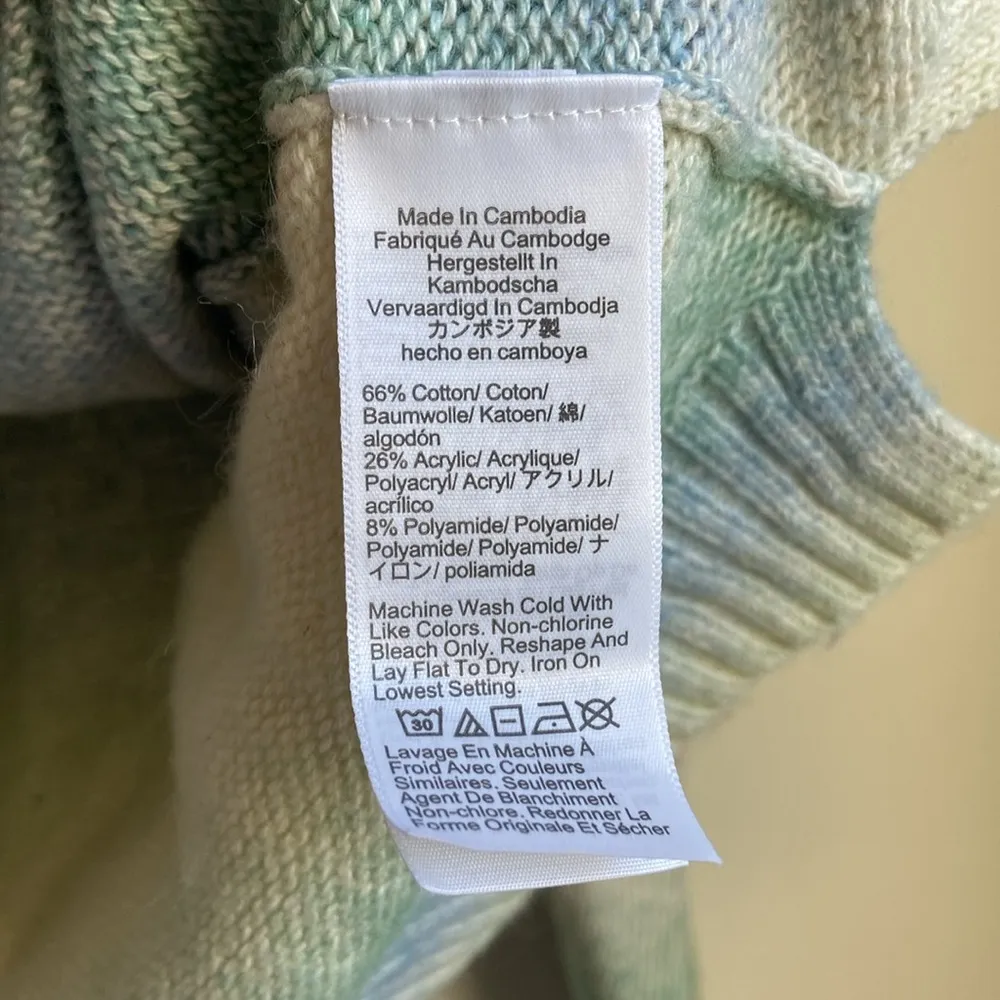 Made In Cambodia
Fabriqué Au Cambodge
Hergestellt In
Kambodscha
Vervaardigd In Cambodja
カンボジア製
hecho en camboya
66% Cotton/ Coton/
Baumwolle/ Katoen/ 綿/
algodón
26% Acrylic/ Acrylique/
Polyacryl/ Acryl/ アクリル/
acrílico
8% Polyamide/ Polyamide/
Polyamide/ Polyamide/ ナ
イロン/ poliamida
Machine Wash Cold With
Like Colors. Non-chlorine
Bleach Only. Reshape And
Lay Flat To Dry. Iron On
Lowest Setting.
30
Lavage En Machine À
Froid Avec Couleurs
Similaires. Seulement
Agent De Blanchiment
Non-chlore. Redonner La
Forme Originale Et Sécher